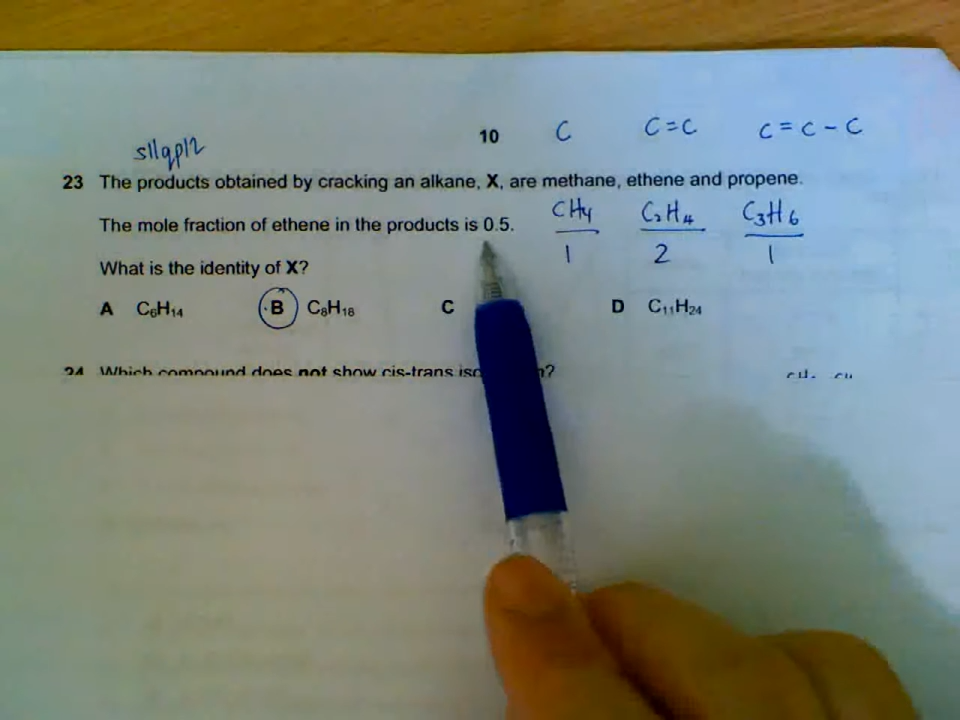 10 C C=C C=C-C
s11qp12
23 The products obtained by cracking an alkane, X, are methane, ethene and propene.
The mole fraction of ethene in the products is 0.5. CH₄ C₂H₄ C₃H₆
What is the identity of X? 1 2 1
A C₆H₁₄ B C₈H₁₈ C D C₁₁H₂₄
24 Which compound does not show cis-trans